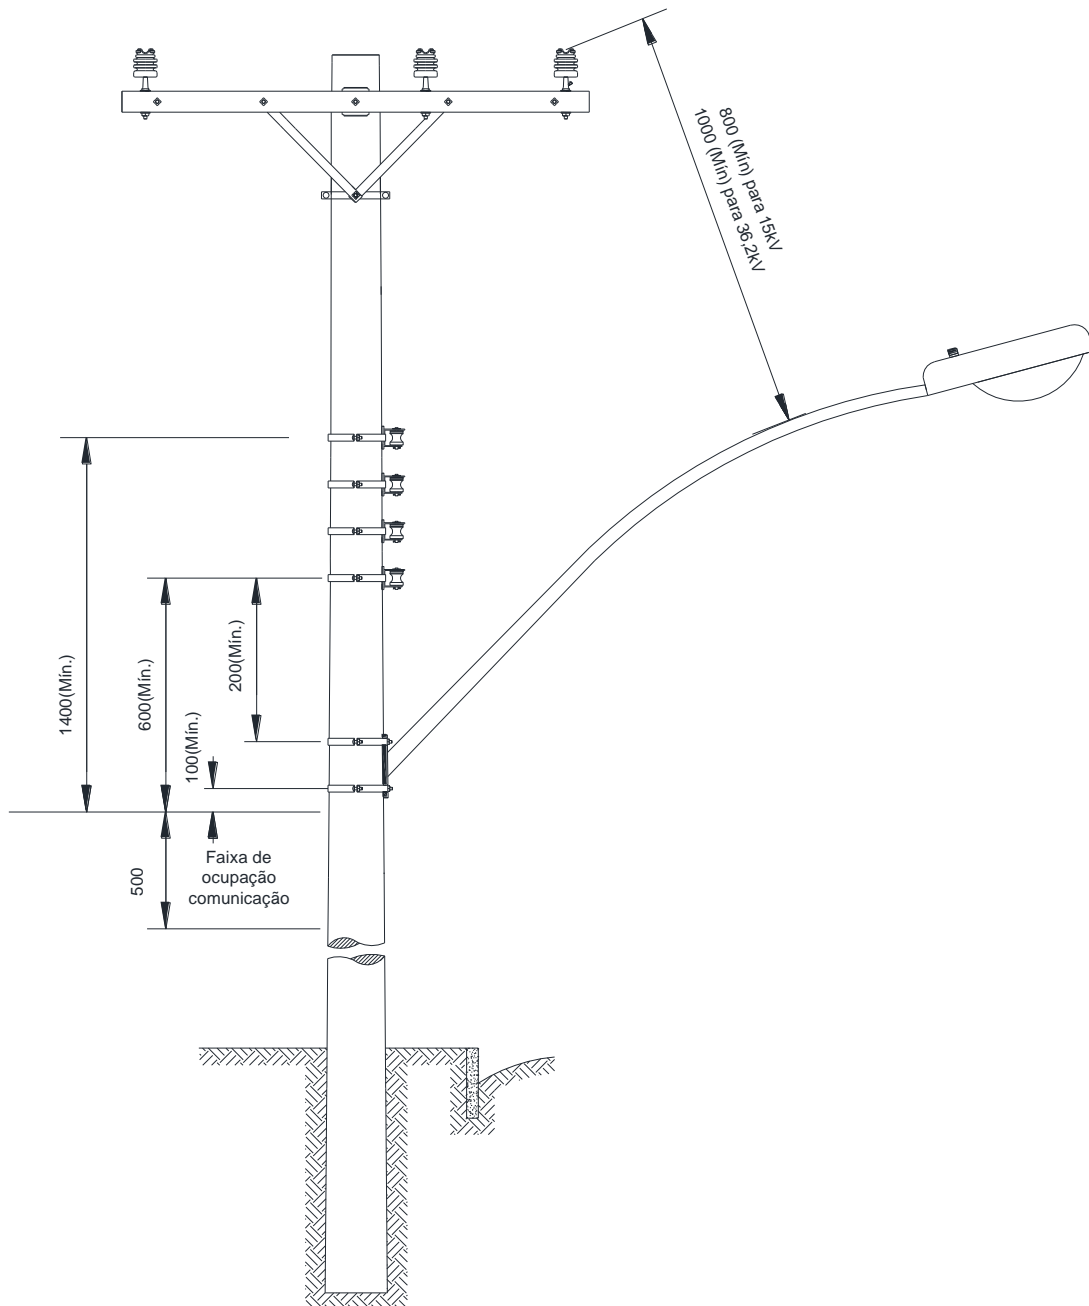 800 (Mín) para 15kV
1000 (Mín) para 36,2kV
1400(Mín.)
600(Mín.)
200(Mín.)
100(Mín.)
500
Faixa de
ocupação
comunicação